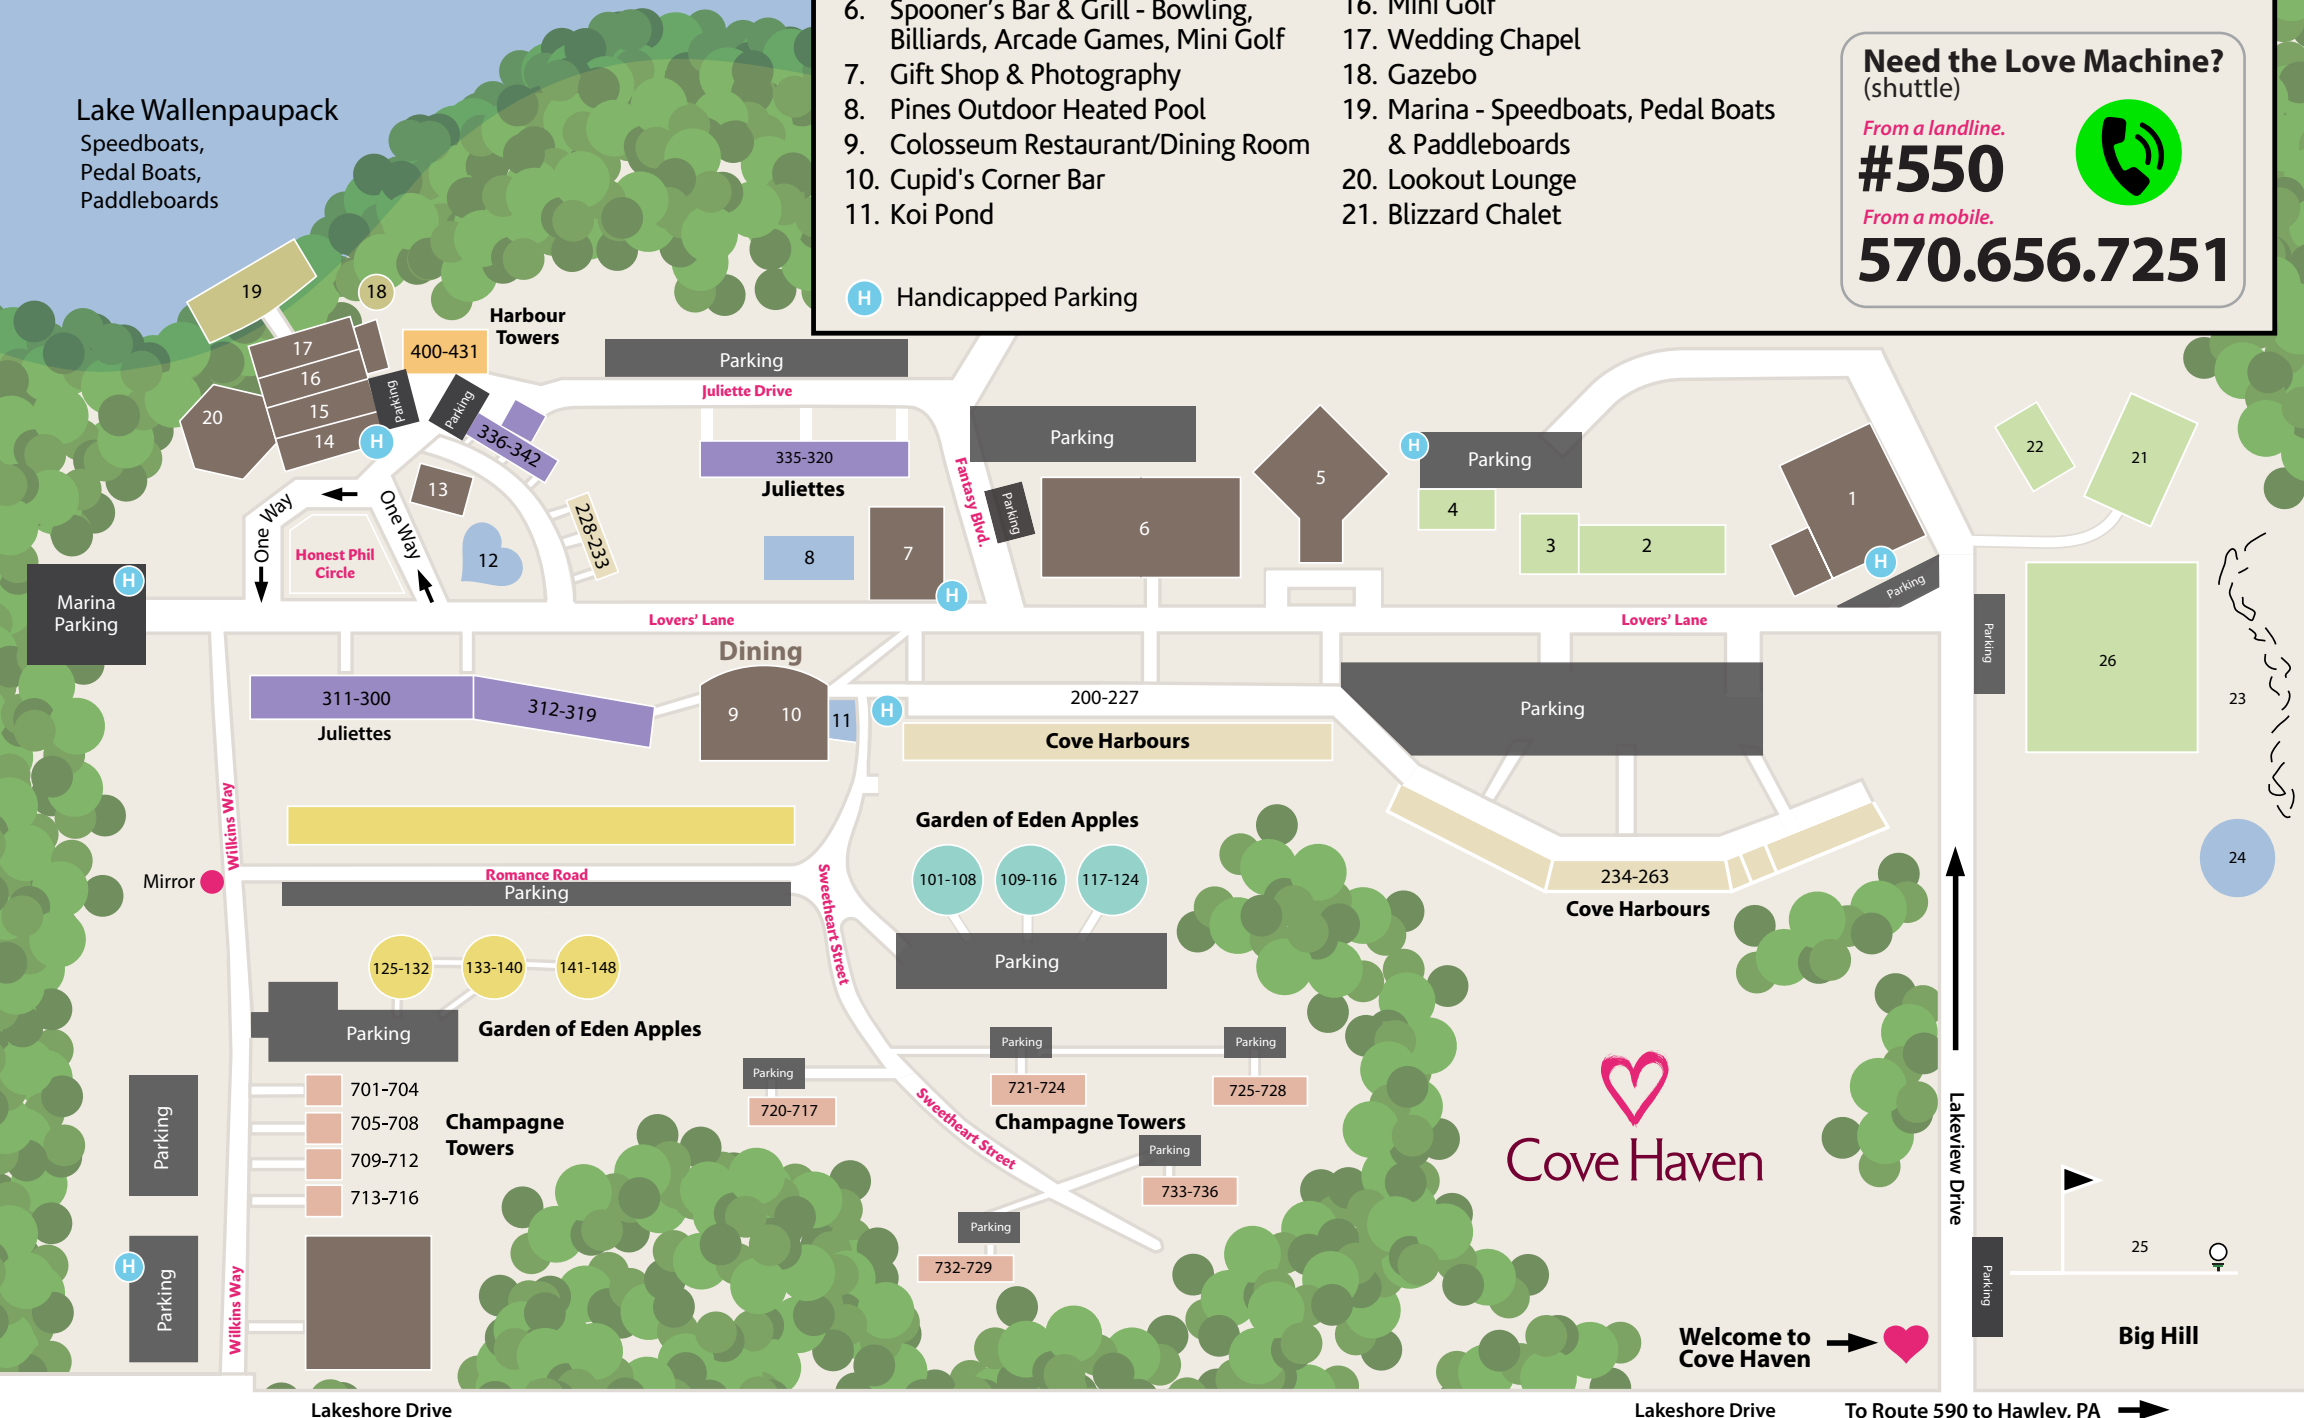 6. Spooner's Bar & Grill - Bowling,
Billiards, Arcade Games, Mini Golf
7. Gift Shop & Photography
8. Pines Outdoor Heated Pool
9. Colosseum Restaurant/Dining Room
10. Cupid's Corner Bar
11. Koi Pond
16. Mini Golf
17. Wedding Chapel
18. Gazebo
19. Marina - Speedboats, Pedal Boats
& Paddleboards
20. Lookout Lounge
21. Blizzard Chalet
H Handicapped Parking
Need the Love Machine?
(shuttle)
From a landline.
#550
From a mobile.
570.656.7251
Lake Wallenpaupack
Speedboats,
Pedal Boats,
Paddleboards
19
18
17
16
15
14
20
Parking
H
400-431
Harbour
Towers
Parking
336-342
Parking
Juliette Drive
335-320
Juliettes
13
12
228-233
One Way
One Way
Honest Phil
Circle
H
Marina
Parking
8
7
H
Fantasy Blvd.
Parking
Parking
6
5
H
Parking
4
3
2
1
H
Parking
22
21
Lovers' Lane
Lovers' Lane
Parking
26
23
24
311-300
312-319
Juliettes
Dining
9
10
11
H
200-227
Cove Harbours
Parking
234-263
Cove Harbours
Wilkins Way
Mirror
Romance Road
Parking
Sweetheart Street
Garden of Eden Apples
101-108
109-116
117-124
Parking
125-132
133-140
141-148
Garden of Eden Apples
Parking
701-704
705-708
709-712
713-716
Champagne
Towers
Parking
H
Parking
Wilkins Way
Parking
720-717
Parking
721-724
Parking
725-728
Champagne Towers
Sweetheart Street
Parking
733-736
Parking
732-729
Cove Haven
Lakeview Drive
Parking
25
Big Hill
Welcome to
Cove Haven
Lakeshore Drive
Lakeshore Drive
To Route 590 to Hawley, PA